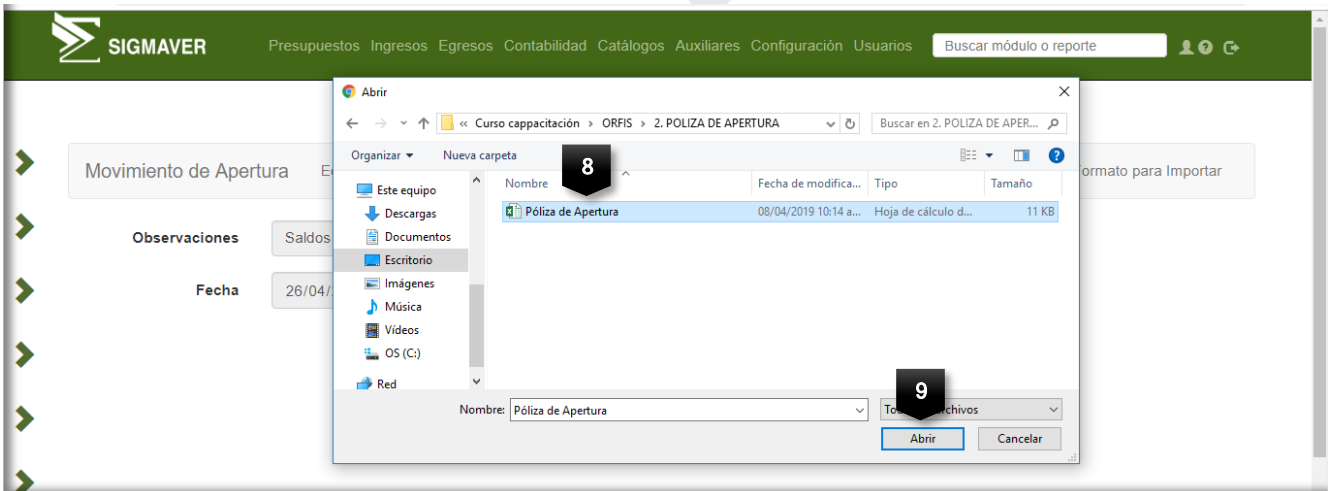 SIGMAVER
Presupuestos Ingresos Egresos Contabilidad Catálogos Auxiliares Configuración Usuarios
Buscar módulo o reporte
Abrir
« Curso cappacitación › ORFIS › 2. POLIZA DE APERTURA
Buscar en 2. POLIZA DE APER...
Organizar
Nueva carpeta
8
Movimiento de Apertura
ormato para Importar
Este equipo
Descargas
Documentos
Escritorio
Imágenes
Música
Vídeos
OS (C:)
Red
Nombre
Fecha de modifica...
Tipo
Tamaño
Póliza de Apertura
08/04/2019 10:14 a...
Hoja de cálculo d...
11 KB
Observaciones
Saldos
Fecha
26/04/
9
Nombre:
Póliza de Apertura
chivos
Abrir
Cancelar